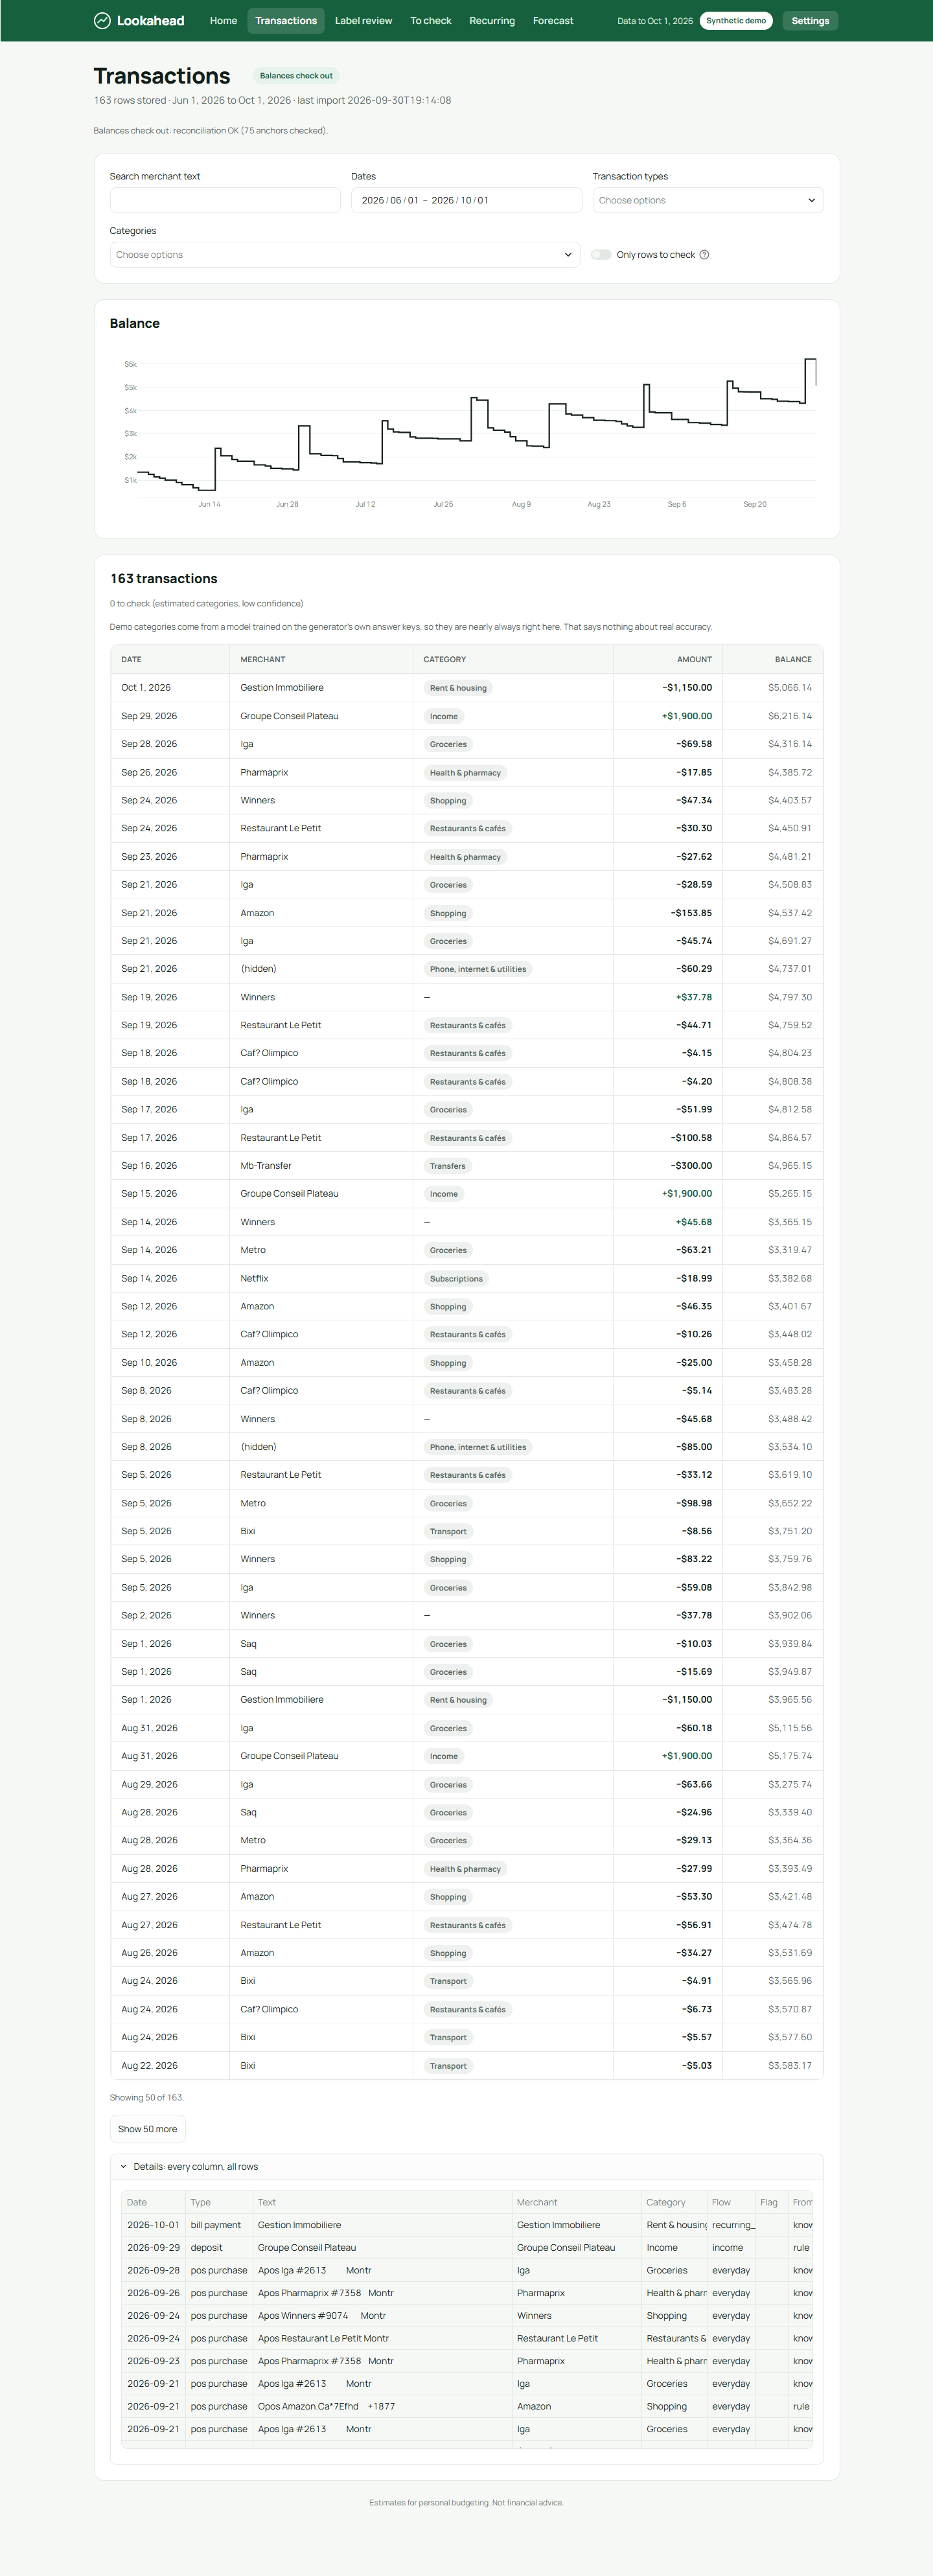 Lookahead Home Transactions Label review To check Recurring Forecast Data to Oct 1, 2026 Synthetic demo Settings
Transactions Balances check out
163 rows stored · Jun 1, 2026 to Oct 1, 2026 · last import 2026-09-30T19:14:08
Balances check out: reconciliation OK (75 anchors checked).
Search merchant text Dates Transaction types
2026 / 06 / 01 – 2026 / 10 / 01 Choose options
Categories
Choose options Only rows to check
Balance
$6k
$5k
$4k
$3k
$2k
$1k
Jun 14 Jun 28 Jul 12 Jul 26 Aug 9 Aug 23 Sep 6 Sep 20
163 transactions
0 to check (estimated categories, low confidence)
Demo categories come from a model trained on the generator's own answer keys, so they are nearly always right here. That says nothing about real accuracy.
DATE MERCHANT CATEGORY AMOUNT BALANCE
Oct 1, 2026 Gestion Immobiliere Rent & housing −$1,150.00 $5,066.14
Sep 29, 2026 Groupe Conseil Plateau Income +$1,900.00 $6,216.14
Sep 28, 2026 Iga Groceries −$69.58 $4,316.14
Sep 26, 2026 Pharmaprix Health & pharmacy −$17.85 $4,385.72
Sep 24, 2026 Winners Shopping −$47.34 $4,403.57
Sep 24, 2026 Restaurant Le Petit Restaurants & cafés −$30.30 $4,450.91
Sep 23, 2026 Pharmaprix Health & pharmacy −$27.62 $4,481.21
Sep 21, 2026 Iga Groceries −$28.59 $4,508.83
Sep 21, 2026 Amazon Shopping −$153.85 $4,537.42
Sep 21, 2026 Iga Groceries −$45.74 $4,691.27
Sep 21, 2026 (hidden) Phone, internet & utilities −$60.29 $4,737.01
Sep 19, 2026 Winners — +$37.78 $4,797.30
Sep 19, 2026 Restaurant Le Petit Restaurants & cafés −$44.71 $4,759.52
Sep 18, 2026 Caf? Olimpico Restaurants & cafés −$4.15 $4,804.23
Sep 18, 2026 Caf? Olimpico Restaurants & cafés −$4.20 $4,808.38
Sep 17, 2026 Iga Groceries −$51.99 $4,812.58
Sep 17, 2026 Restaurant Le Petit Restaurants & cafés −$100.58 $4,864.57
Sep 16, 2026 Mb-Transfer Transfers −$300.00 $4,965.15
Sep 15, 2026 Groupe Conseil Plateau Income +$1,900.00 $5,265.15
Sep 14, 2026 Winners — +$45.68 $3,365.15
Sep 14, 2026 Metro Groceries −$63.21 $3,319.47
Sep 14, 2026 Netflix Subscriptions −$18.99 $3,382.68
Sep 12, 2026 Amazon Shopping −$46.35 $3,401.67
Sep 12, 2026 Caf? Olimpico Restaurants & cafés −$10.26 $3,448.02
Sep 10, 2026 Amazon Shopping −$25.00 $3,458.28
Sep 8, 2026 Caf? Olimpico Restaurants & cafés −$5.14 $3,483.28
Sep 8, 2026 Winners — −$45.68 $3,488.42
Sep 8, 2026 (hidden) Phone, internet & utilities −$85.00 $3,534.10
Sep 5, 2026 Restaurant Le Petit Restaurants & cafés −$33.12 $3,619.10
Sep 5, 2026 Metro Groceries −$98.98 $3,652.22
Sep 5, 2026 Bixi Transport −$8.56 $3,751.20
Sep 5, 2026 Winners Shopping −$83.22 $3,759.76
Sep 5, 2026 Iga Groceries −$59.08 $3,842.98
Sep 2, 2026 Winners — −$37.78 $3,902.06
Sep 1, 2026 Saq Groceries −$10.03 $3,939.84
Sep 1, 2026 Saq Groceries −$15.69 $3,949.87
Sep 1, 2026 Gestion Immobiliere Rent & housing −$1,150.00 $3,965.56
Aug 31, 2026 Iga Groceries −$60.18 $5,115.56
Aug 31, 2026 Groupe Conseil Plateau Income +$1,900.00 $5,175.74
Aug 29, 2026 Iga Groceries −$63.66 $3,275.74
Aug 28, 2026 Saq Groceries −$24.96 $3,339.40
Aug 28, 2026 Metro Groceries −$29.13 $3,364.36
Aug 28, 2026 Pharmaprix Health & pharmacy −$27.99 $3,393.49
Aug 27, 2026 Amazon Shopping −$53.30 $3,421.48
Aug 27, 2026 Restaurant Le Petit Restaurants & cafés −$56.91 $3,474.78
Aug 26, 2026 Amazon Shopping −$34.27 $3,531.69
Aug 24, 2026 Bixi Transport −$4.91 $3,565.96
Aug 24, 2026 Caf? Olimpico Restaurants & cafés −$6.73 $3,570.87
Aug 24, 2026 Bixi Transport −$5.57 $3,577.60
Aug 22, 2026 Bixi Transport −$5.03 $3,583.17
Showing 50 of 163.
Show 50 more
Details: every column, all rows
Date Type Text Merchant Category Flow Flag From
2026-10-01 bill payment Gestion Immobiliere Gestion Immobiliere Rent & housing recurring_ know
2026-09-29 deposit Groupe Conseil Plateau Groupe Conseil Plateau Income income rule
2026-09-28 pos purchase Apos Iga #2613 Montr Iga Groceries everyday know
2026-09-26 pos purchase Apos Pharmaprix #7358 Montr Pharmaprix Health & pharm everyday know
2026-09-24 pos purchase Apos Winners #9074 Montr Winners Shopping everyday know
2026-09-24 pos purchase Apos Restaurant Le Petit Montr Restaurant Le Petit Restaurants & everyday know
2026-09-23 pos purchase Apos Pharmaprix #7358 Montr Pharmaprix Health & pharm everyday know
2026-09-21 pos purchase Apos Iga #2613 Montr Iga Groceries everyday know
2026-09-21 pos purchase Opos Amazon.Ca*7Efhd +1877 Amazon Shopping everyday rule
2026-09-21 pos purchase Apos Iga #2613 Montr Iga Groceries everyday know
Estimates for personal budgeting. Not financial advice.